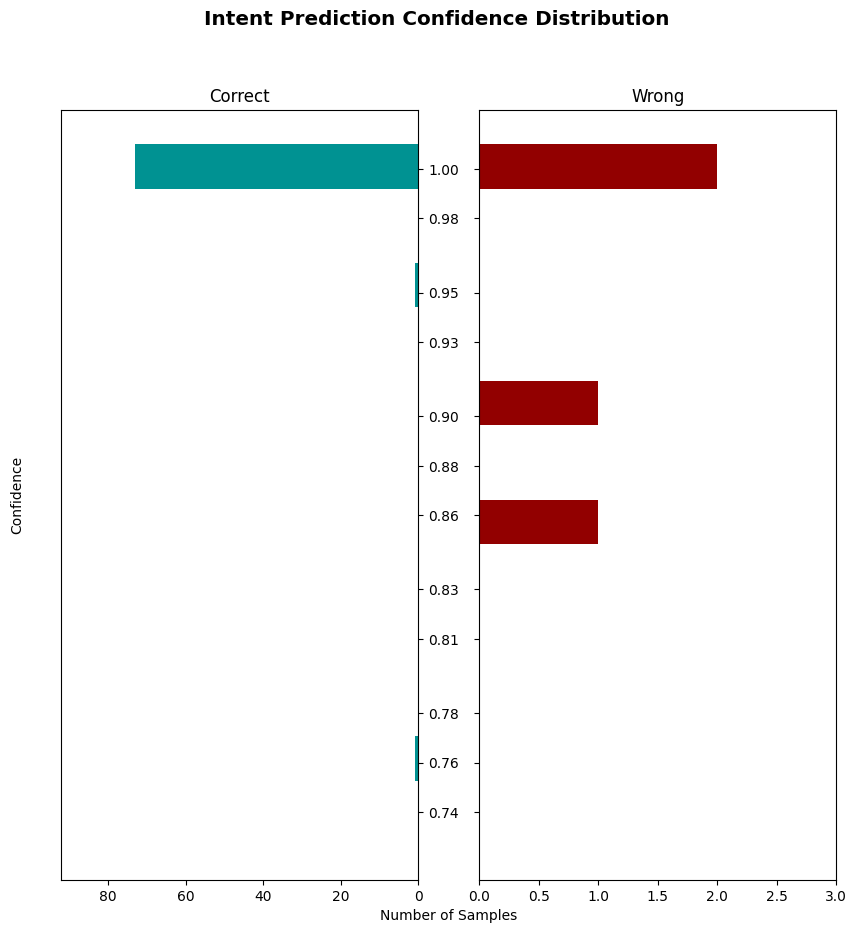 Intent Prediction Confidence Distribution
Correct
Wrong
1.00
0.98
0.95
0.93
0.90
0.88
0.86
0.83
0.81
0.78
0.76
0.74
Confidence
80 60 40 20 0
0.0 0.5 1.0 1.5 2.0 2.5 3.0
Number of Samples